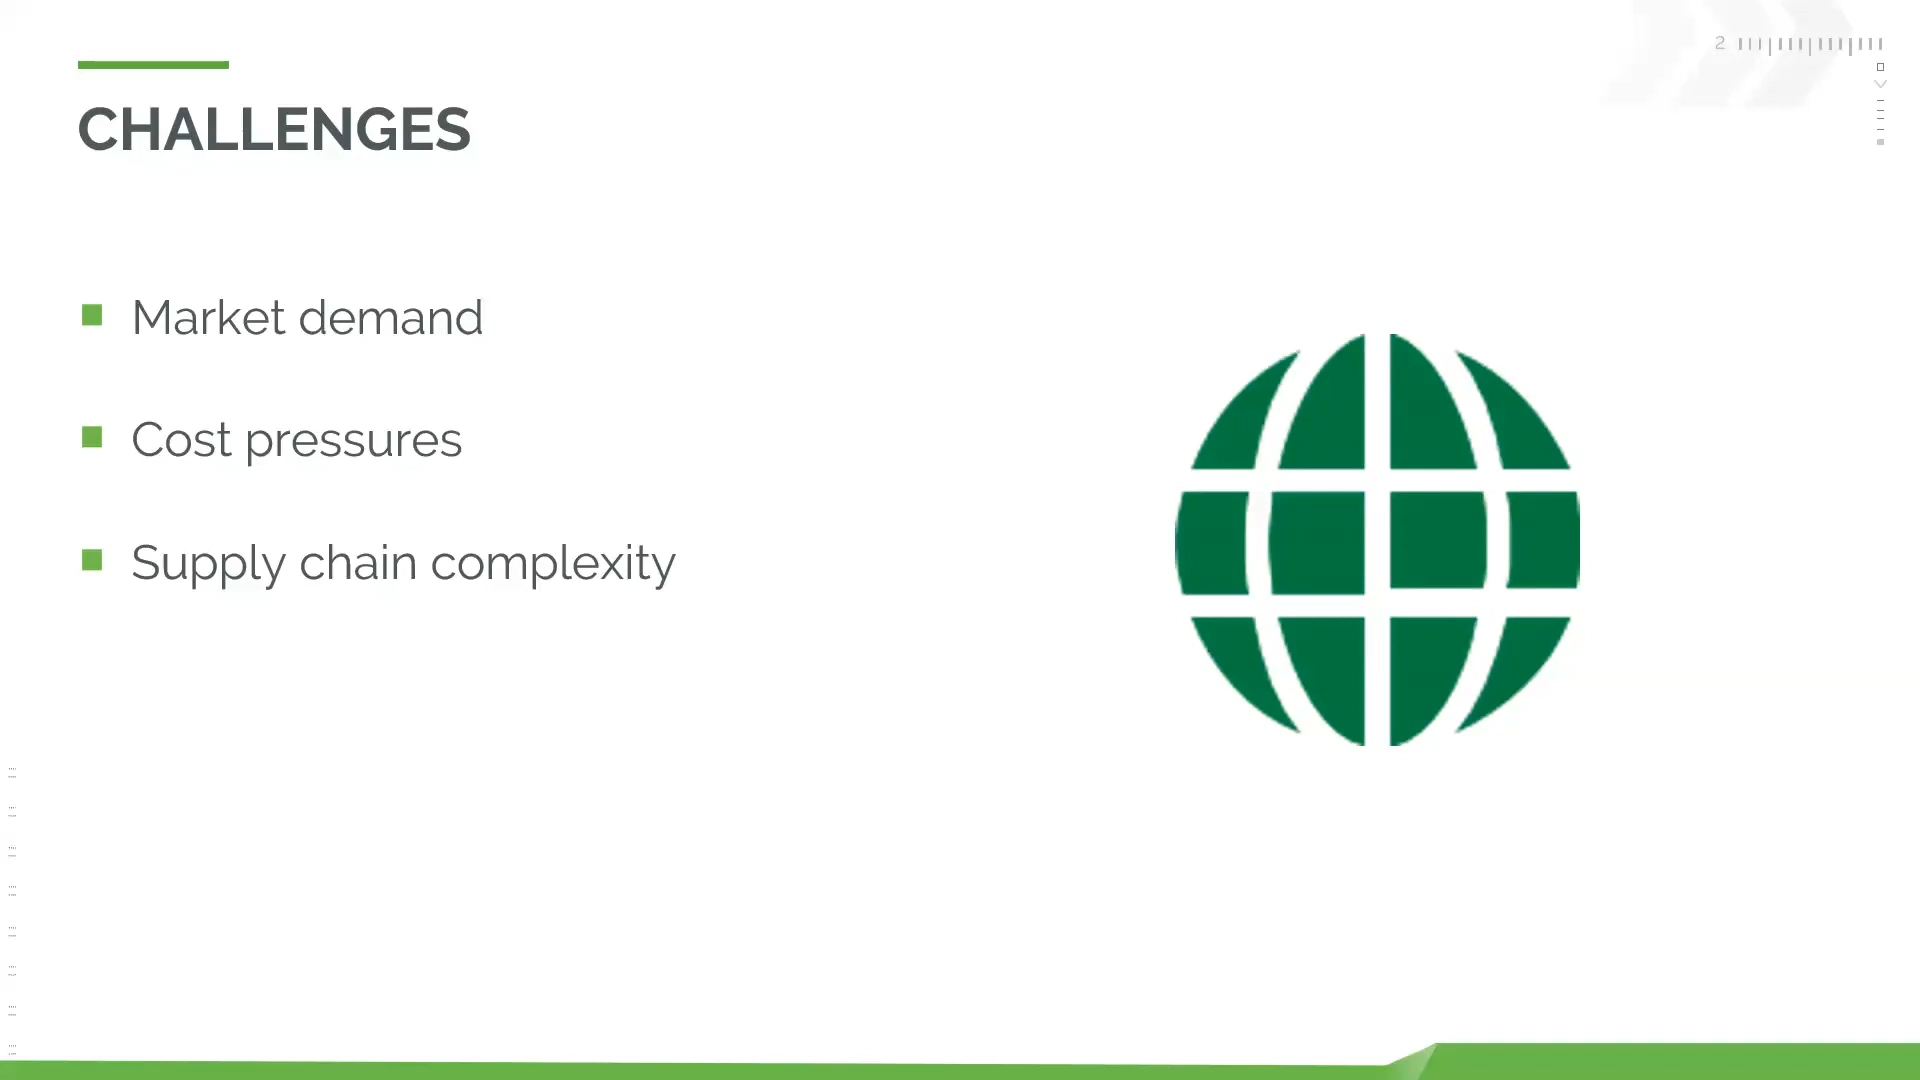 2
CHALLENGES
Market demand
Cost pressures
Supply chain complexity